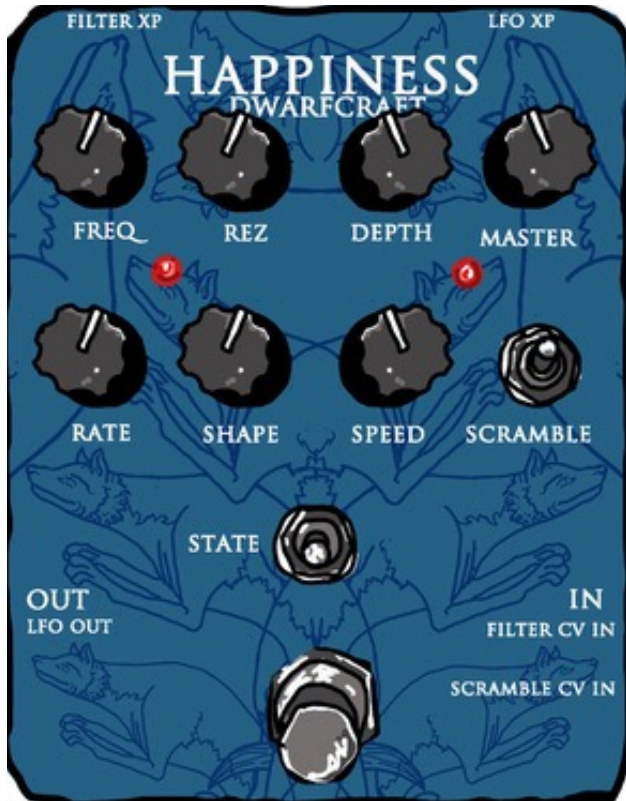 FILTER XP LFO XP
HAPPINESS
DWARFCRAFT
FREQ REZ DEPTH MASTER
RATE SHAPE SPEED SCRAMBLE
STATE
OUT IN
LFO OUT FILTER CV IN
SCRAMBLE CV IN